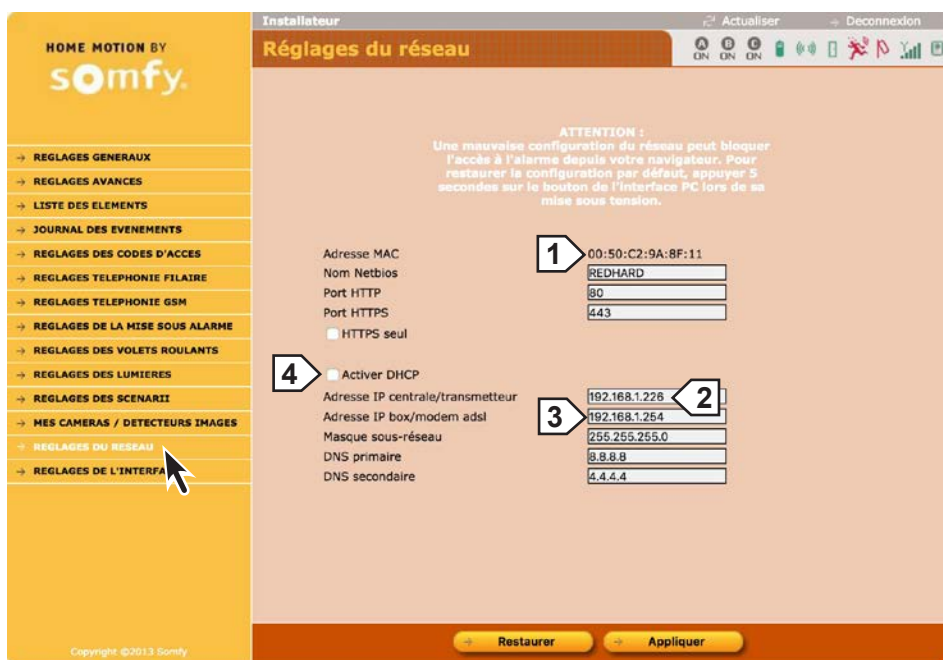 Installateur
Actualiser
Deconnexion
HOME MOTION BY
somfy.
Réglages du réseau
A ON
B ON
C ON
ATTENTION :
Une mauvaise configuration du réseau peut bloquer
l'accès à l'alarme depuis votre navigateur. Pour
restaurer la configuration par défaut, appuyer 5
secondes sur le bouton de l'interface PC lors de sa
mise sous tension.
REGLAGES GENERAUX
REGLAGES AVANCES
LISTE DES ELEMENTS
JOURNAL DES EVENEMENTS
REGLAGES DES CODES D'ACCES
REGLAGES TELEPHONIE FILAIRE
REGLAGES TELEPHONIE GSM
REGLAGES DE LA MISE SOUS ALARME
REGLAGES DES VOLETS ROULANTS
REGLAGES DES LUMIERES
REGLAGES DES SCENARII
MES CAMERAS / DETECTEURS IMAGES
REGLAGES DU RESEAU
REGLAGES DE L'INTERFA
Adresse MAC 1 00:50:C2:9A:8F:11
Nom Netbios REDHARD
Port HTTP 80
Port HTTPS 443
HTTPS seul
4 Activer DHCP
Adresse IP centrale/transmetteur 192.168.1.226 2
Adresse IP box/modem adsl 3 192.168.1.254
Masque sous-réseau 255.255.255.0
DNS primaire 8.8.8.8
DNS secondaire 4.4.4.4
Restaurer
Appliquer
Copyright ©2013 Somfy